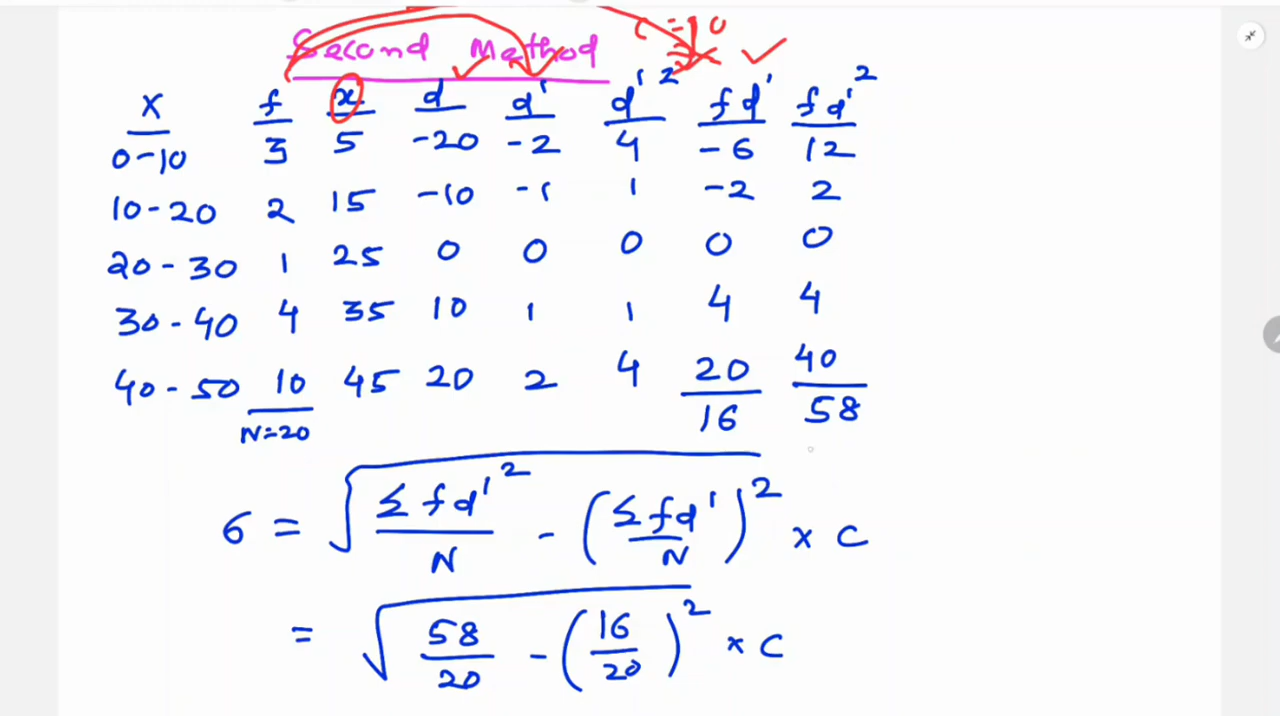 Second Method
C = 10
X f x d d' d'² fd' fd'²
0-10 3 5 -20 -2 4 -6 12
10-20 2 15 -10 -1 1 -2 2
20-30 1 25 0 0 0 0 0
30-40 4 35 10 1 1 4 4
40-50 10 45 20 2 4 20 40
N=20 16 58
6 = √ Σfd'²/N - (Σfd'/N)² × C
= √ 58/20 - (16/20)² × C